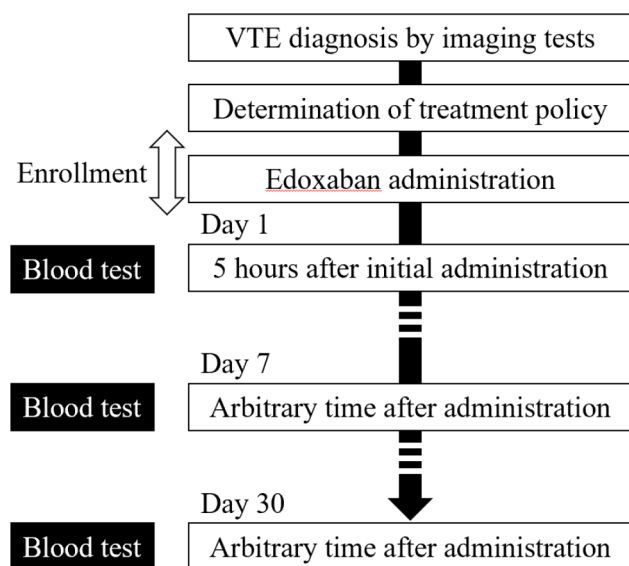 VTE diagnosis by imaging tests
Determination of treatment policy
Enrollment
Edoxaban administration
Day 1
Blood test
5 hours after initial administration
Day 7
Blood test
Arbitrary time after administration
Day 30
Blood test
Arbitrary time after administration